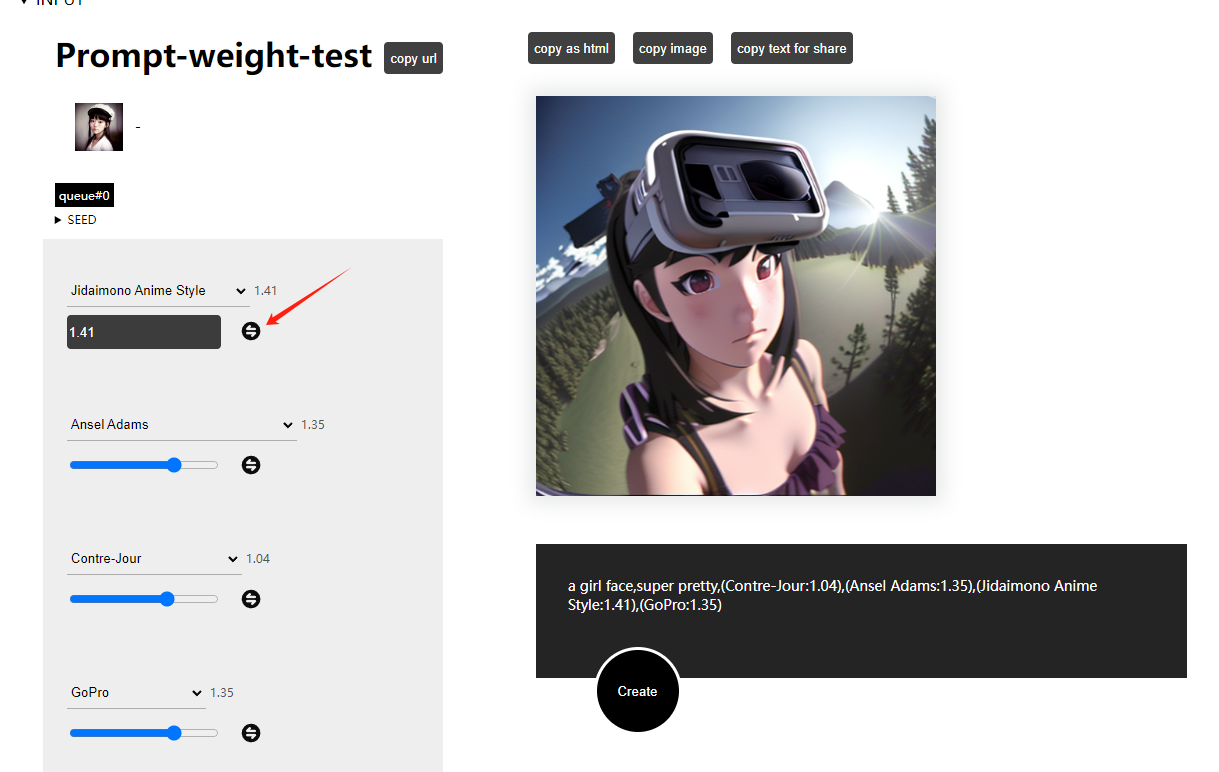 INPUT
Prompt-weight-test
copy url
-
queue#0
SEED
Jidaimono Anime Style
1.41
1.41
Ansel Adams
1.35
Contre-Jour
1.04
GoPro
1.35
copy as html
copy image
copy text for share
a girl face,super pretty,(Contre-Jour:1.04),(Ansel Adams:1.35),(Jidaimono Anime
Style:1.41),(GoPro:1.35)
Create